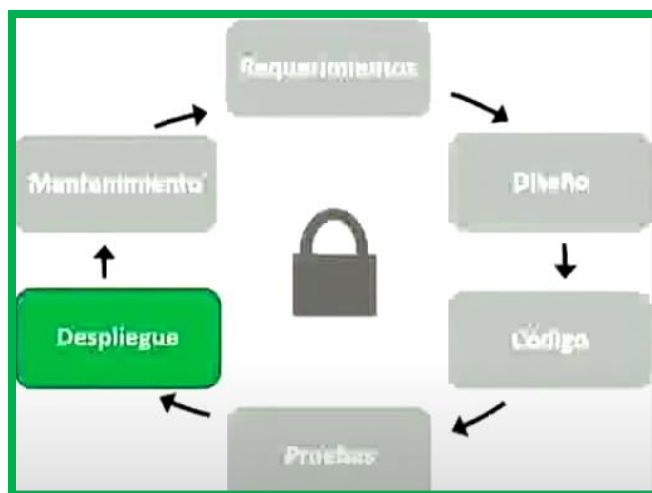 Requerimientos
Mantenimiento
Diseño
Despliegue
Código
Pruebas